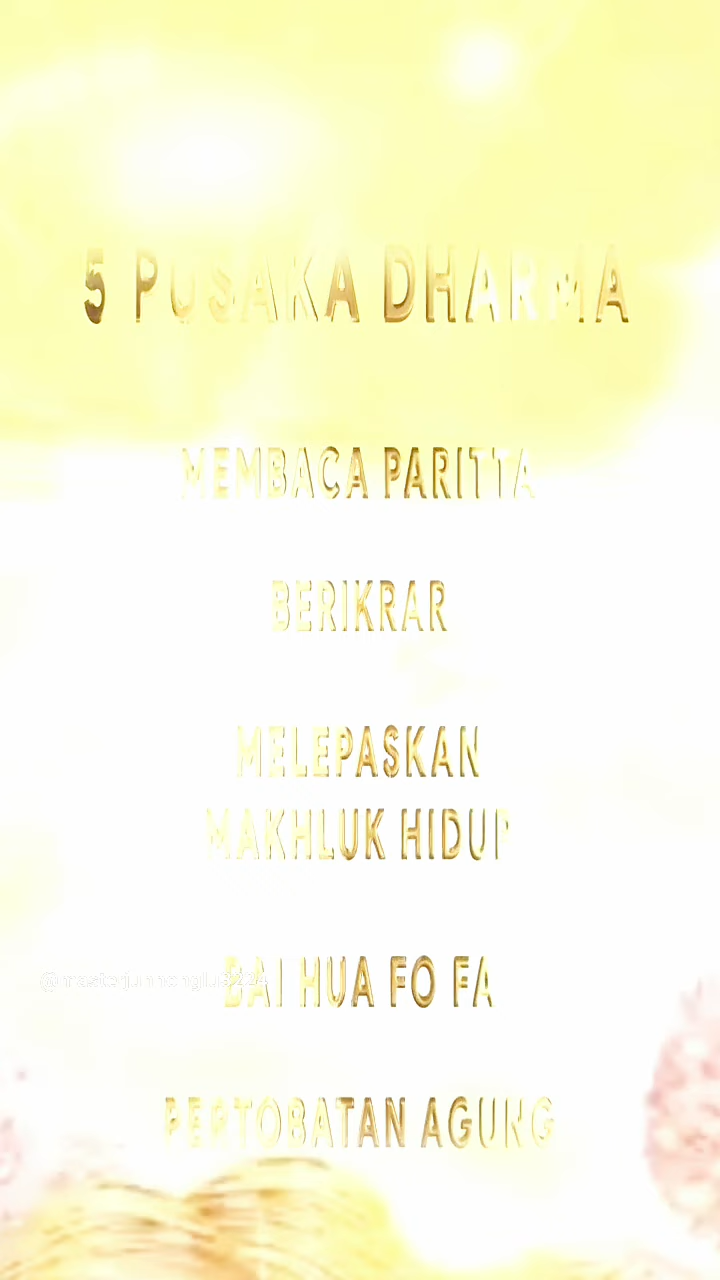 5 PUSAKA DHARMA
MEMBACA PARITTA
BERIKRAR
MELEPASKAN
MAKHLUK HIDUP
BAI HUA FO FA
PERTOBATAN AGUNG